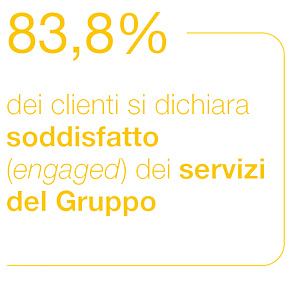 83,8%
dei clienti si dichiara
soddisfatto
(engaged) dei servizi
del Gruppo